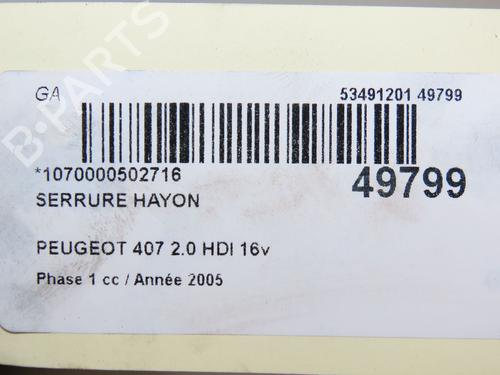 GA 53491201 49799
*1070000502716
49799
SERRURE HAYON
PEUGEOT 407 2.0 HDI 16v
Phase 1 cc / Année 2005
B-PARTS